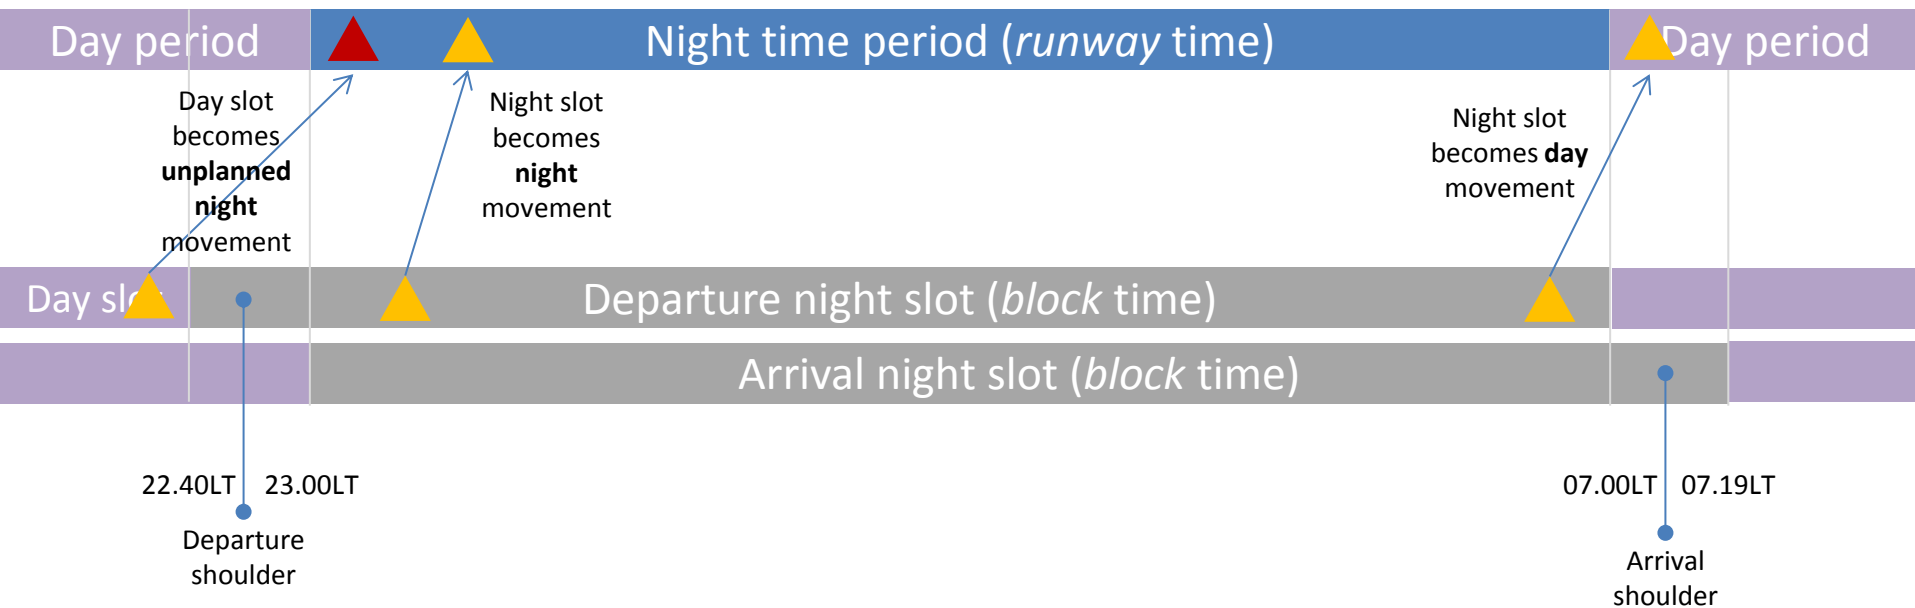 Day period
Night time period (runway time)
Day period
Day slot
becomes
unplanned
night
movement
Night slot
becomes
night
movement
Night slot
becomes day
movement
Day slot
Departure night slot (block time)
Arrival night slot (block time)
22.40LT
23.00LT
07.00LT
07.19LT
Departure
shoulder
Arrival
shoulder